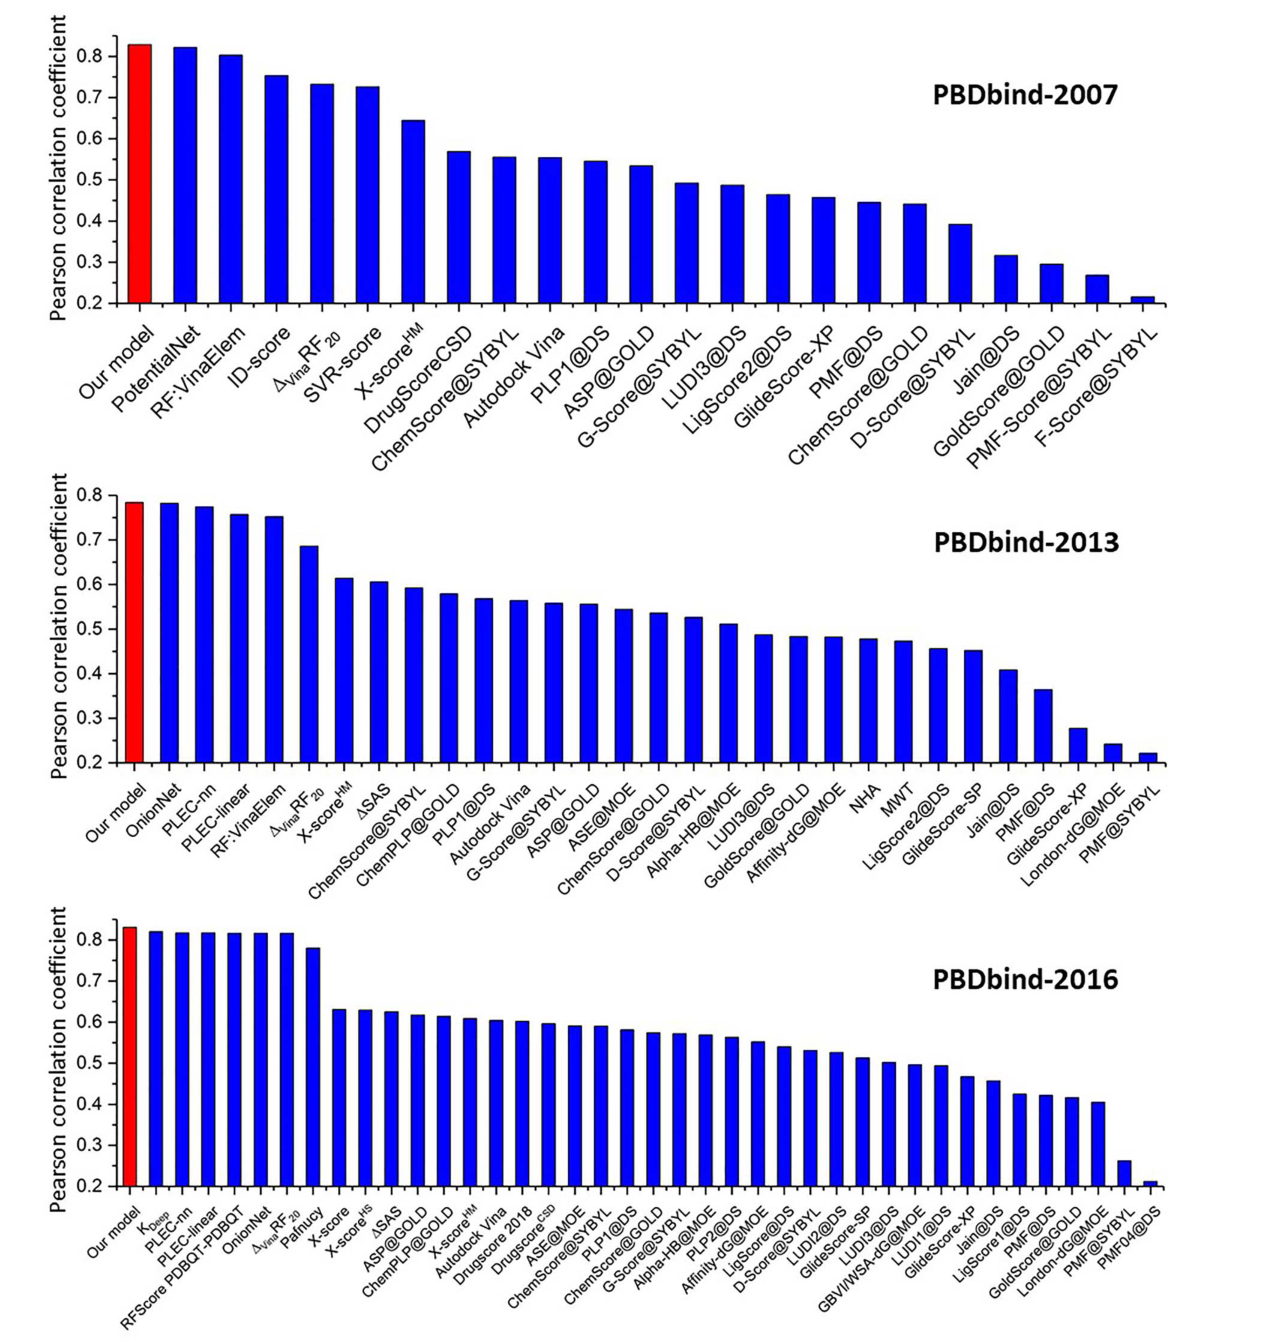 Pearson correlation coefficient
0.8
0.7
0.6
0.5
0.4
0.3
0.2
PBDbind-2007
Our model
PotentialNet
RF:VinaElem
ID-score
ΔVinaRF20
SVR-score
X-scoreHM
DrugScoreCSD
ChemScore@SYBYL
Autodock Vina
PLP1@DS
ASP@GOLD
G-Score@SYBYL
LUDI3@DS
LigScore2@DS
GlideScore-XP
PMF@DS
ChemScore@GOLD
D-Score@SYBYL
Jain@DS
GoldScore@GOLD
PMF-Score@SYBYL
F-Score@SYBYL
Pearson correlation coefficient
0.8
0.7
0.6
0.5
0.4
0.3
0.2
PBDbind-2013
Our model
OnionNet
PLEC-nn
PLEC-linear
RF:VinaElem
ΔVinaRF20
X-scoreHM
ΔSAS
ChemScore@SYBYL
ChemPLP@GOLD
PLP1@DS
Autodock Vina
G-Score@SYBYL
ASP@GOLD
ASE@MOE
ChemScore@GOLD
D-Score@SYBYL
Alpha-HB@MOE
LUDI3@DS
GoldScore@GOLD
Affinity-dG@MOE
NHA
MWT
LigScore2@DS
GlideScore-SP
Jain@DS
PMF@DS
GlideScore-XP
London-dG@MOE
PMF@SYBYL
Pearson correlation coefficient
0.8
0.7
0.6
0.5
0.4
0.3
0.2
PBDbind-2016
Our model
KDeep
PLEC-nn
PLEC-linear
RFScore PDBQT-PDBQT
OnionNet
ΔVinaRF20
Pafnucy
X-score
X-scoreHS
ΔSAS
ASP@GOLD
ChemPLP@GOLD
X-scoreHM
Autodock Vina
Drugscore 2018
DrugscoreCSD
ASE@MOE
ChemScore@SYBYL
PLP1@DS
ChemScore@GOLD
G-Score@SYBYL
Alpha-HB@MOE
PLP2@DS
Affinity-dG@MOE
LigScore@DS
D-Score@SYBYL
LUDI2@DS
GlideScore-SP
LUDI3@DS
GBVI/WSA-dG@MOE
LUDI1@DS
GlideScore-XP
Jain@DS
LigScore1@DS
PMF@DS
GoldScore@GOLD
London-dG@MOE
PMF@SYBYL
PMF04@DS